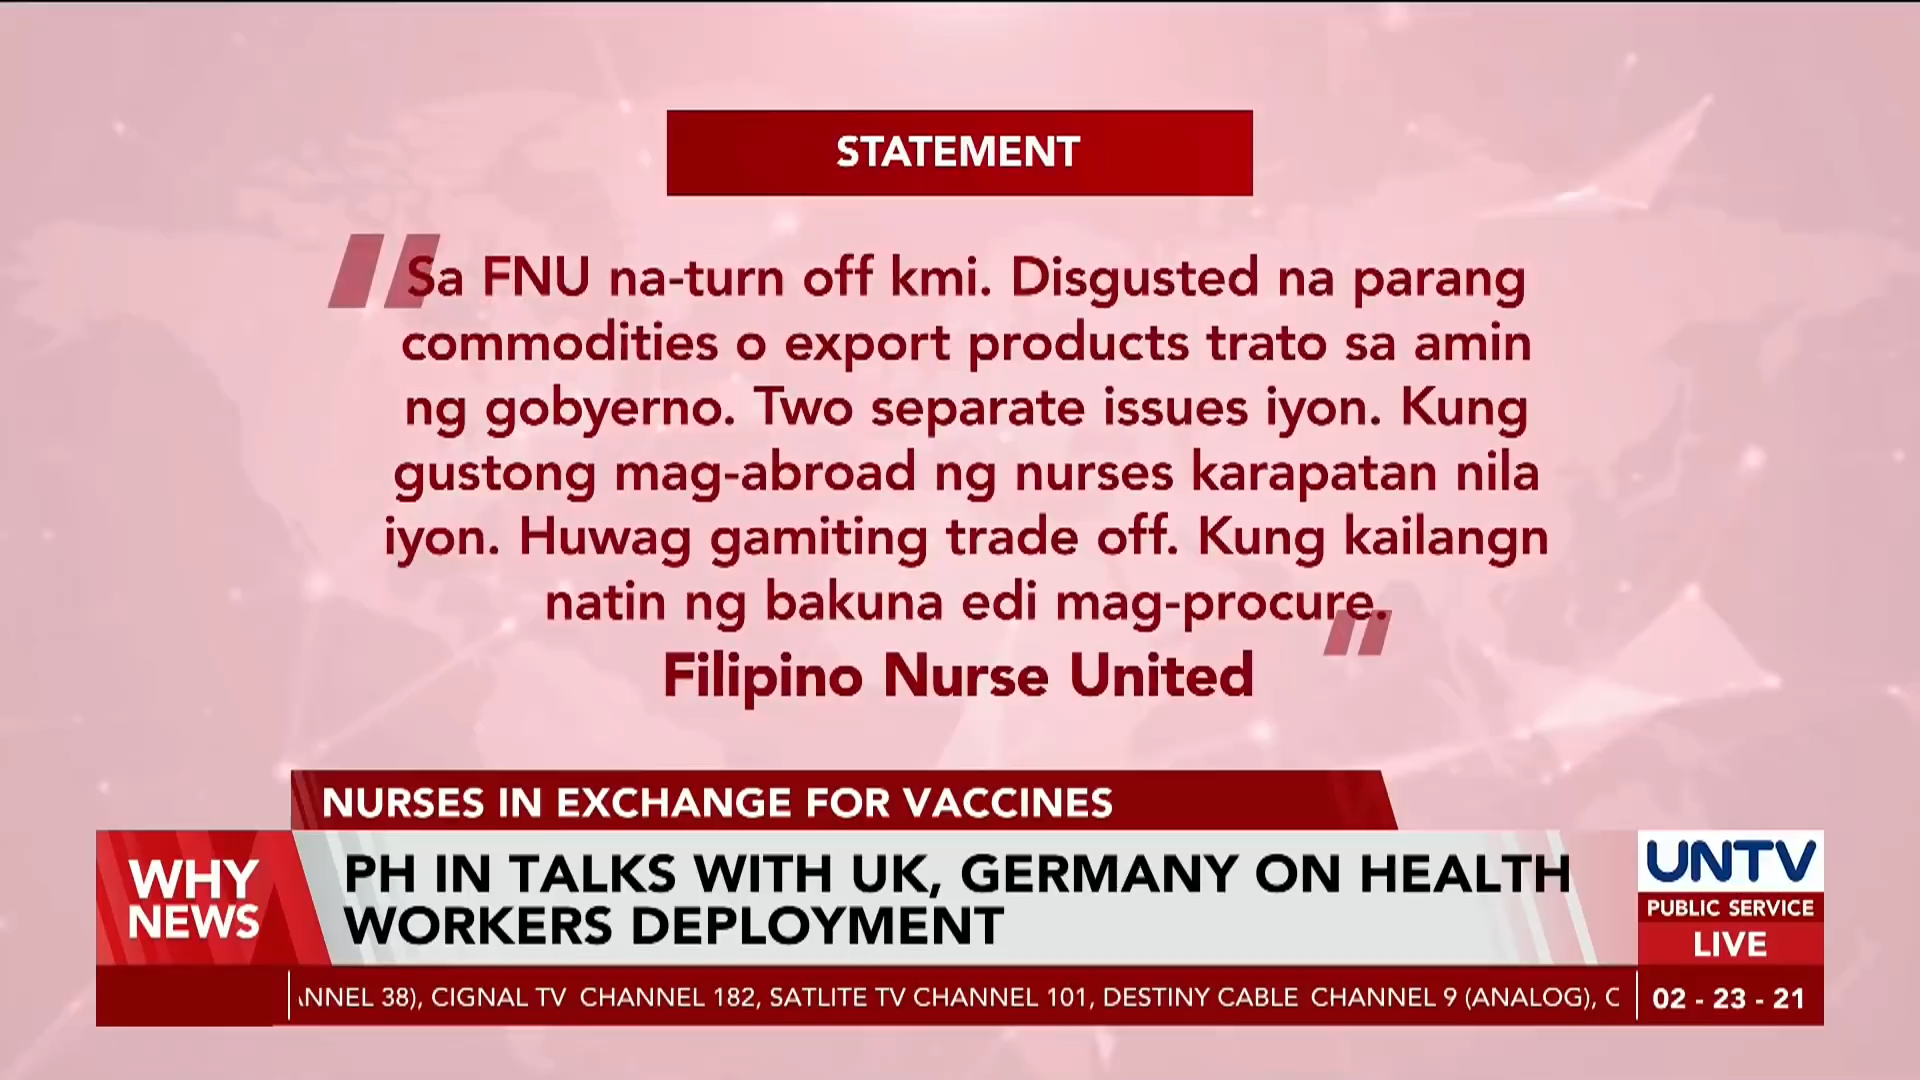 STATEMENT
Sa FNU na-turn off kmi. Disgusted na parang
commodities o export products trato sa amin
ng gobyerno. Two separate issues iyon. Kung
gustong mag-abroad ng nurses karapatan nila
iyon. Huwag gamiting trade off. Kung kailangn
natin ng bakuna edi mag-procure.
Filipino Nurse United
NURSES IN EXCHANGE FOR VACCINES
WHY
NEWS
PH IN TALKS WITH UK, GERMANY ON HEALTH
WORKERS DEPLOYMENT
UNTV
PUBLIC SERVICE
LIVE
NNEL 38), CIGNAL TV CHANNEL 182, SATLITE TV CHANNEL 101, DESTINY CABLE CHANNEL 9 (ANALOG), C
02 - 23 - 21